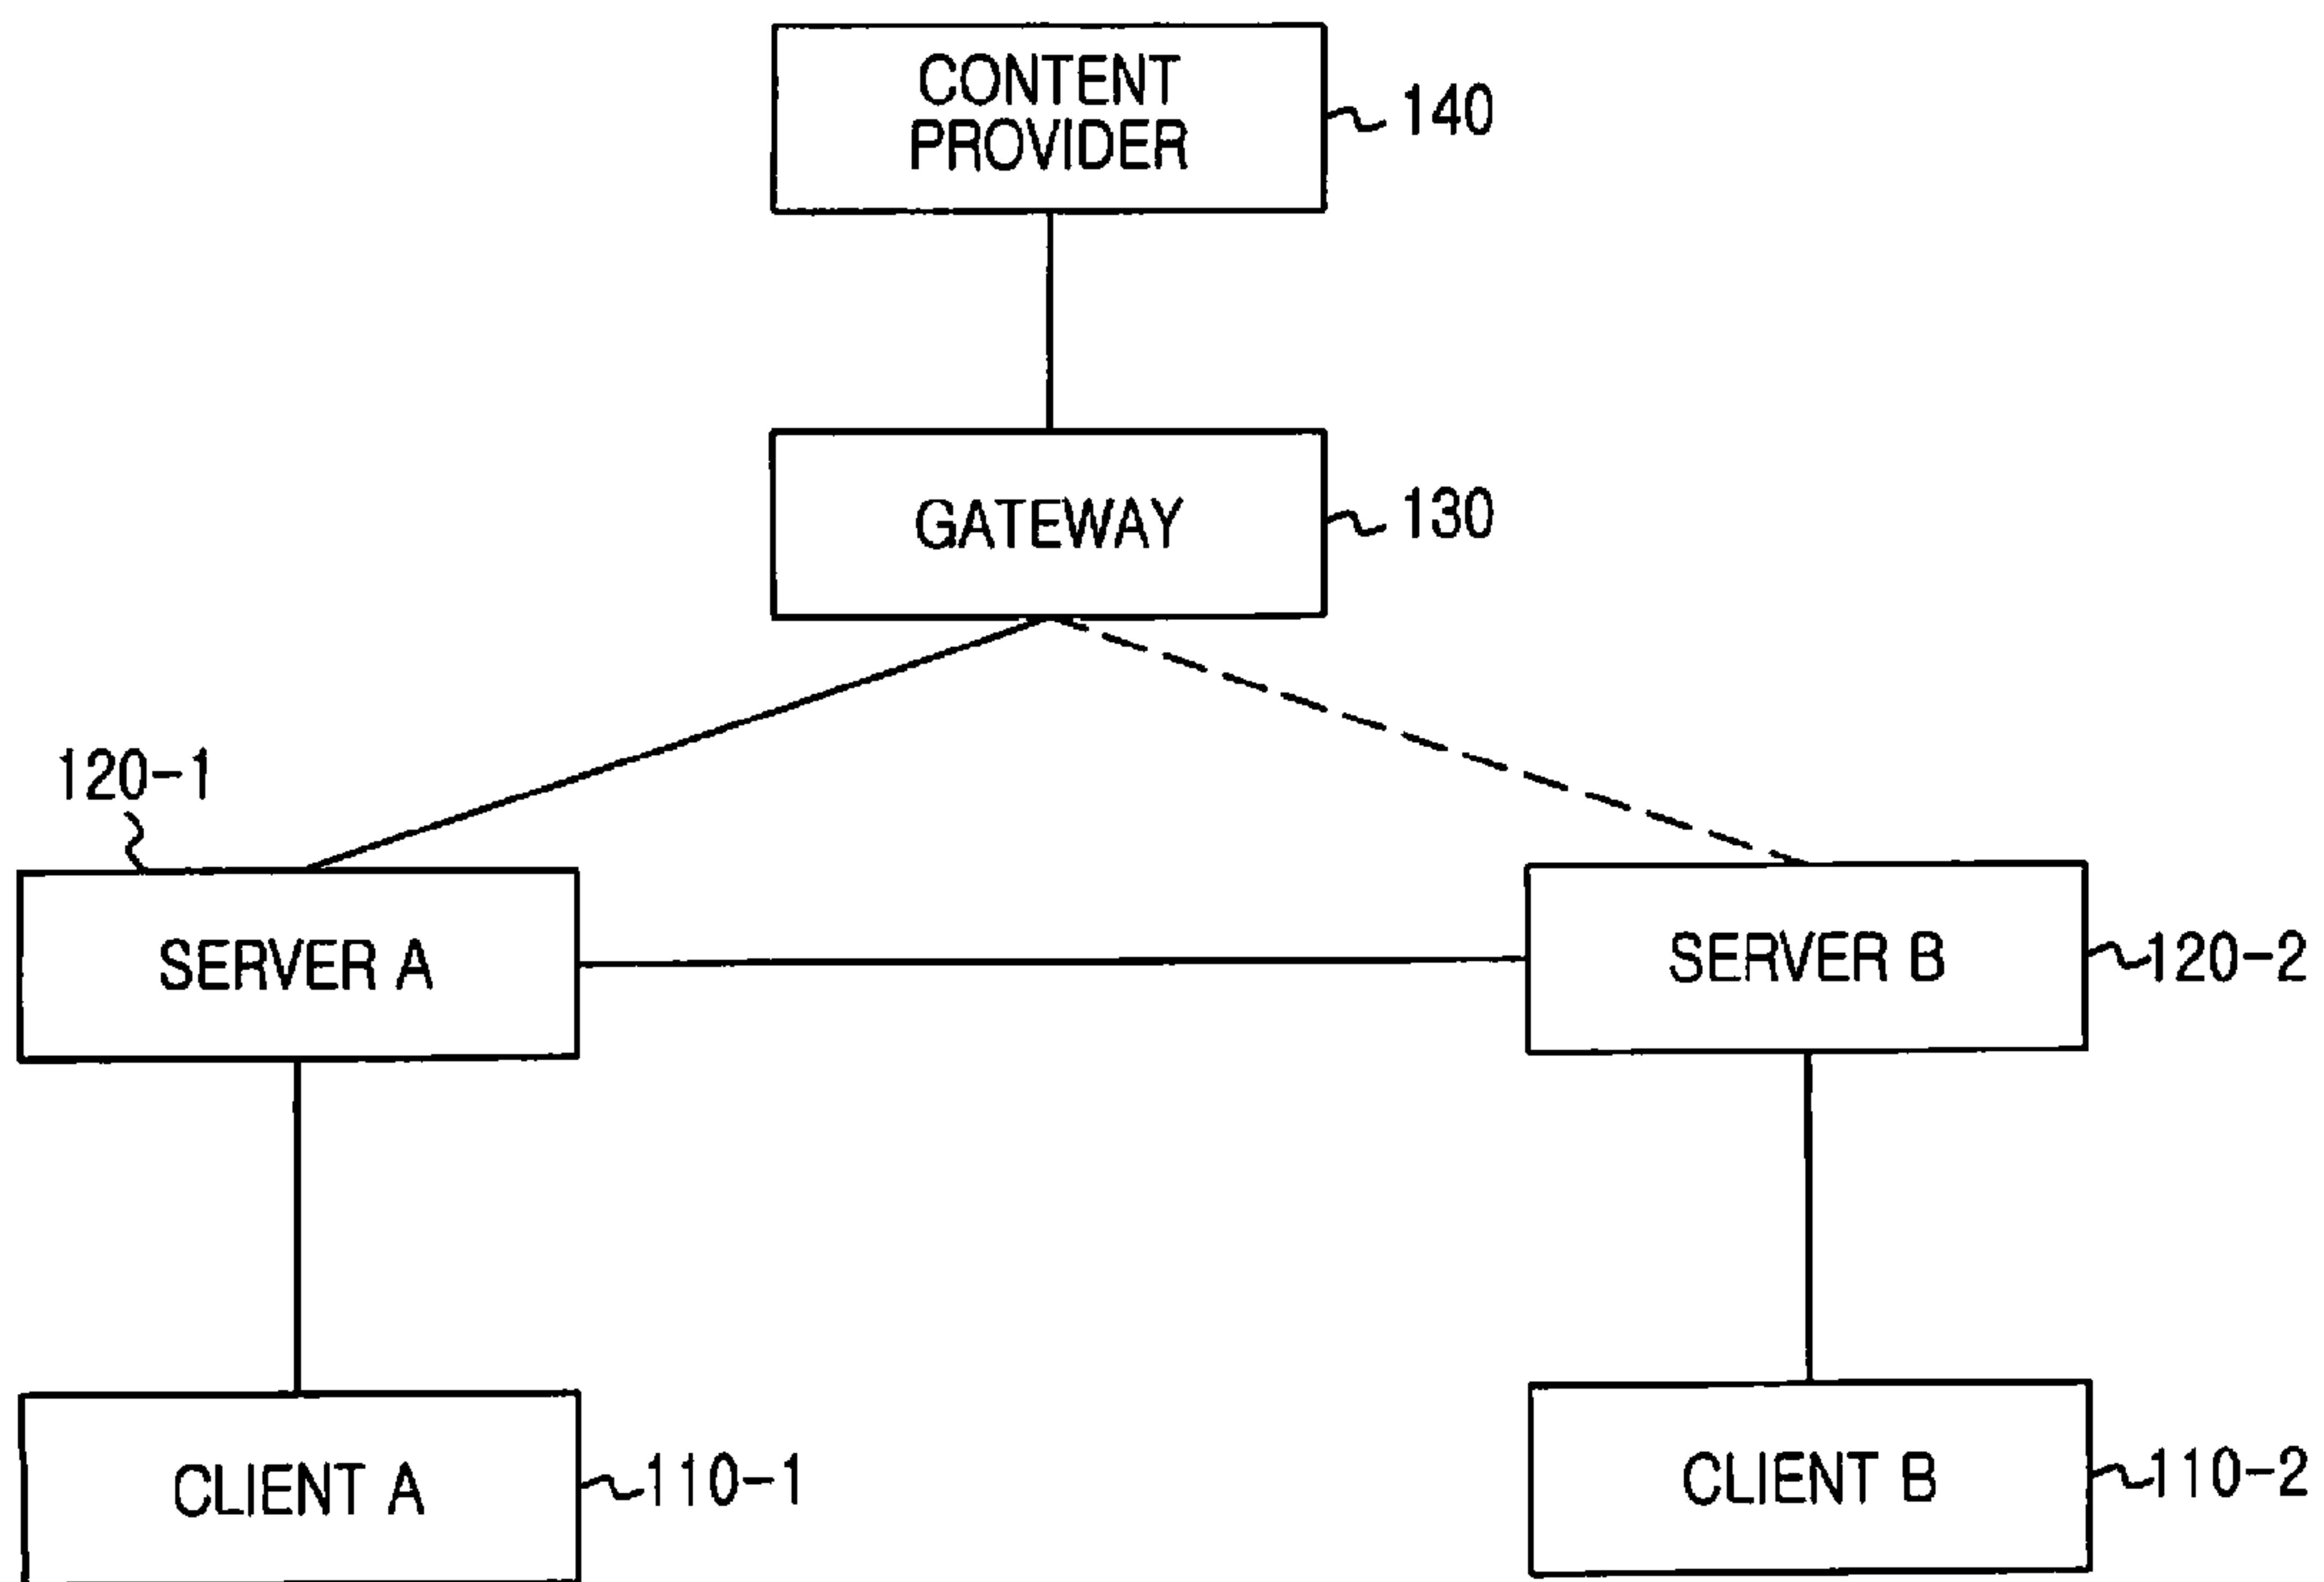 CONTENT
PROVIDER
140
GATEWAY
130
120-1
SERVER A
SERVER B
120-2
CLIENT A
110-1
CLIENT B
110-2